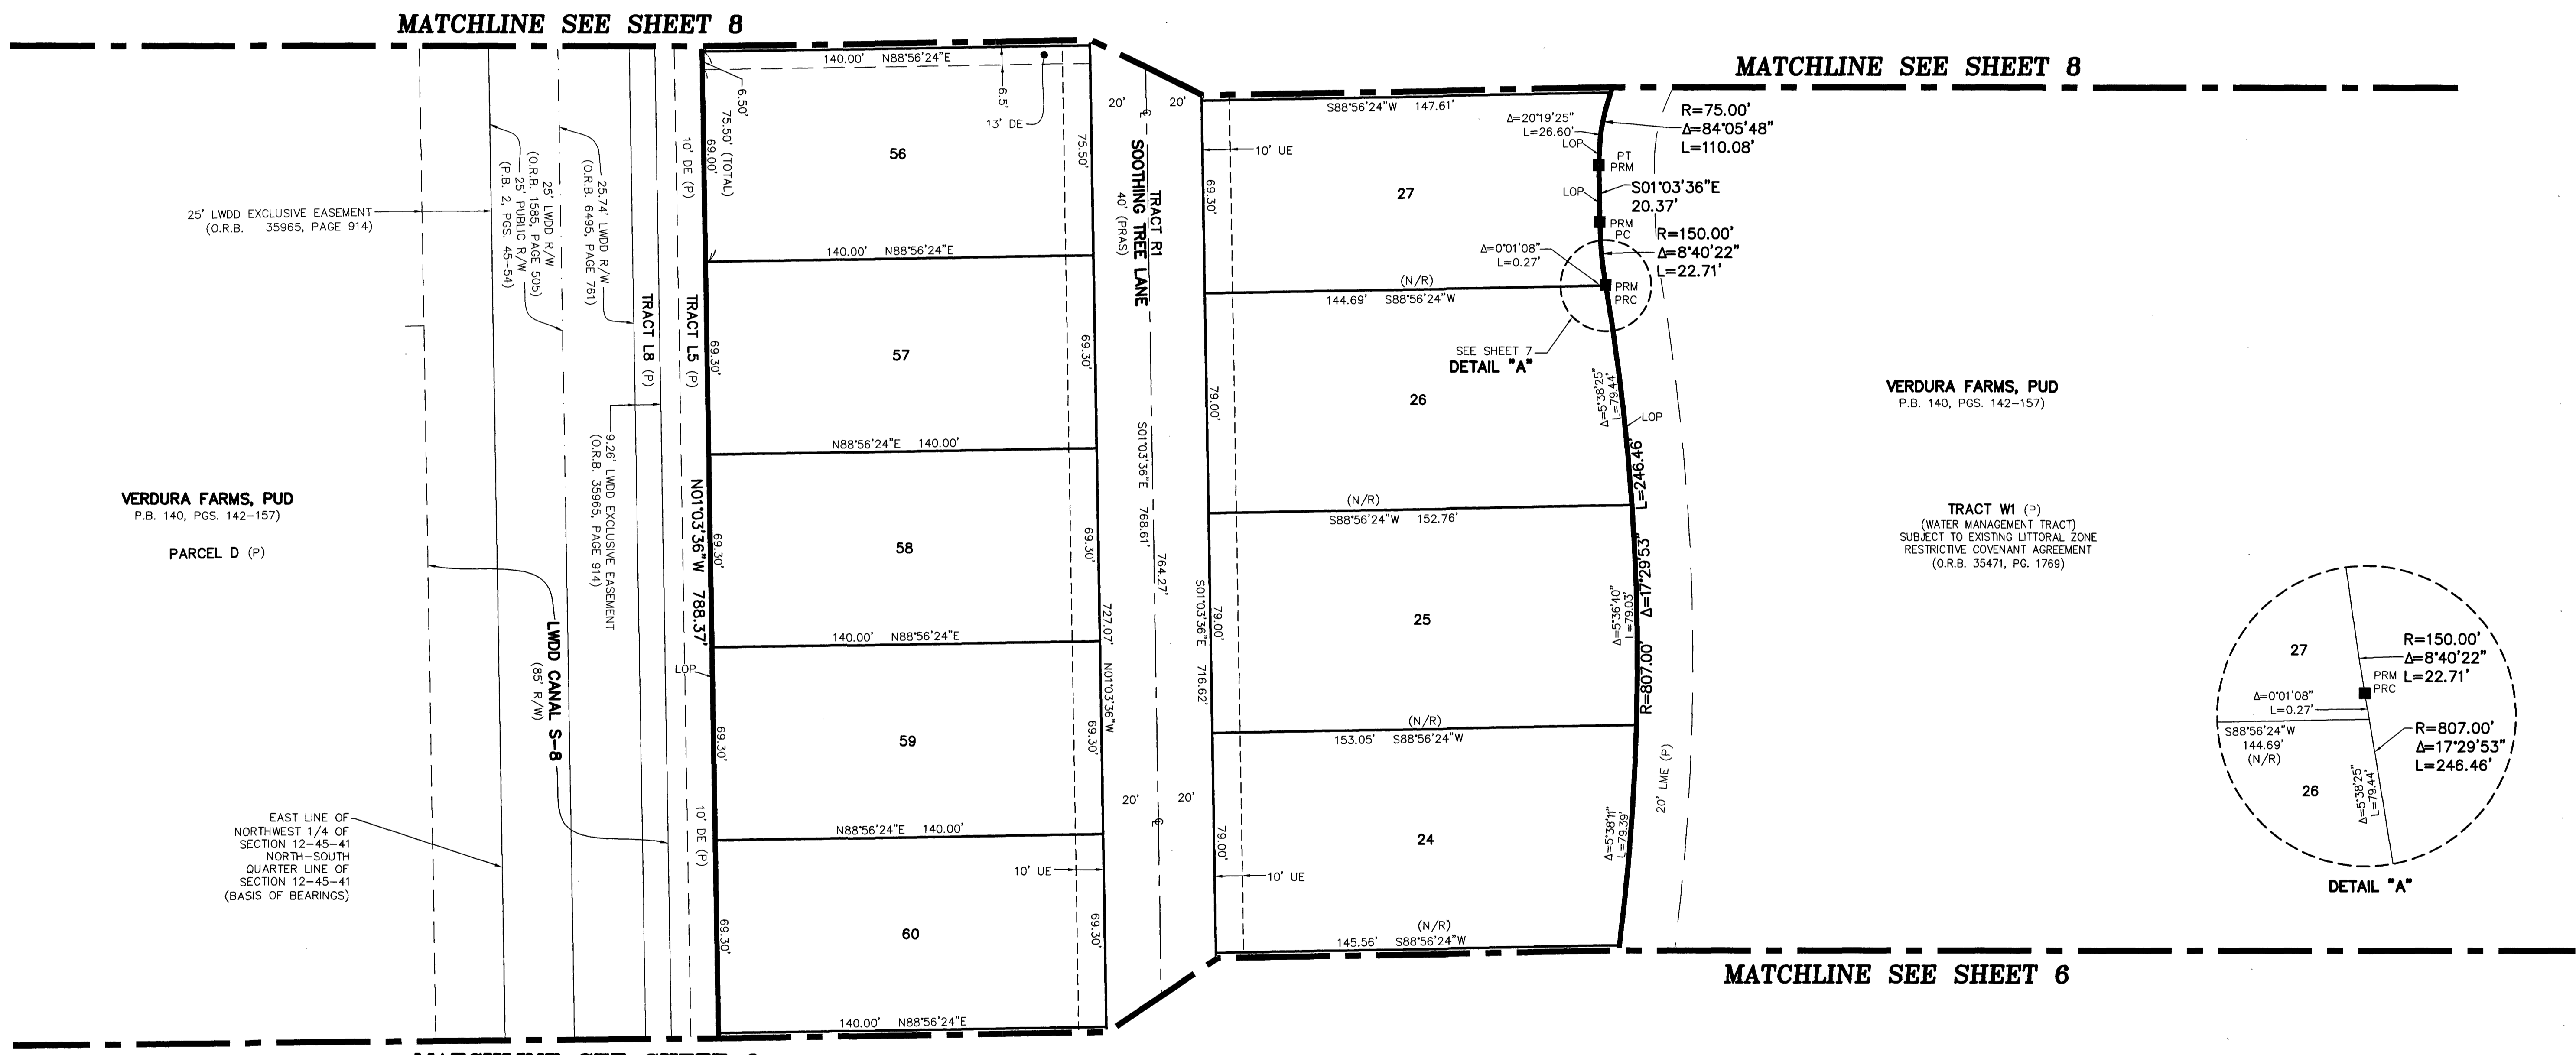 MATCHLINE SEE SHEET 8
MATCHLINE SEE SHEET 8
25' LWDD EXCLUSIVE EASEMENT
(O.R.B. 35965, PAGE 914)
25' PUBLIC R/W
(P.B. 2, PGS. 45-54)
25' LWDD R/W
(O.R.B. 1585, PAGE 505)
25.74' LWDD R/W
(O.R.B. 6495, PAGE 761)
TRACT L8 (P)
TRACT L5 (P)
10' DE (P)
9.26' LWDD EXCLUSIVE EASEMENT
(O.R.B. 35965, PAGE 914)
VERDURA FARMS, PUD
P.B. 140, PGS. 142-157)
PARCEL D (P)
LWDD CANAL S-8
(85' R/W)
EAST LINE OF
NORTHWEST 1/4 OF
SECTION 12-45-41
NORTH-SOUTH
QUARTER LINE OF
SECTION 12-45-41
(BASIS OF BEARINGS)
10' DE (P)
N01°03'36"W 788.37'
LOP
140.00' N88°56'24"E
6.50'
75.50' (TOTAL)
69.00'
6.5'
13' DE
56
75.50'
140.00' N88°56'24"E
69.30'
57
69.30'
N88°56'24"E 140.00'
69.30'
58
69.30'
140.00' N88°56'24"E
69.30'
59
69.30'
N88°56'24"E 140.00'
10' UE
69.30'
60
69.30'
140.00' N88°56'24"E
20' 20'
℄
TRACT R1
SOOTHING TREE LANE
40' (PRAS)
S01°03'36"E 768.61'
764.27'
727.07' N01°03'36"W
S01°03'36"E 716.62'
20' 20'
℄
S88°56'24"W 147.61'
10' UE
69.30'
27
Δ=20°19'25"
L=26.60'
LOP
PT
PRM
R=75.00'
Δ=84°05'48"
L=110.08'
LOP
S01°03'36"E
20.37'
PRM
PC
R=150.00'
Δ=8°40'22"
L=22.71'
Δ=0°01'08"
L=0.27'
PRM
PRC
(N/R)
144.69' S88°56'24"W
SEE SHEET 7
DETAIL "A"
79.00'
26
Δ=5°38'25"
L=79.44'
LOP
(N/R)
S88°56'24"W 152.76'
79.00'
25
Δ=5°36'40"
L=79.03'
R=807.00' Δ=17°29'53" L=246.46'
(N/R)
153.05' S88°56'24"W
79.00'
24
10' UE
Δ=5°38'11"
L=79.39'
20' LME (P)
(N/R)
145.56' S88°56'24"W
VERDURA FARMS, PUD
P.B. 140, PGS. 142-157)
TRACT W1 (P)
(WATER MANAGEMENT TRACT)
SUBJECT TO EXISTING LITTORAL ZONE
RESTRICTIVE COVENANT AGREEMENT
(O.R.B. 35471, PG. 1769)
27
R=150.00'
Δ=8°40'22"
L=22.71'
PRM
PRC
Δ=0°01'08"
L=0.27'
S88°56'24"W
144.69'
(N/R)
R=807.00'
Δ=17°29'53"
L=246.46'
26
Δ=5°38'25"
L=79.44'
DETAIL "A"
MATCHLINE SEE SHEET 6